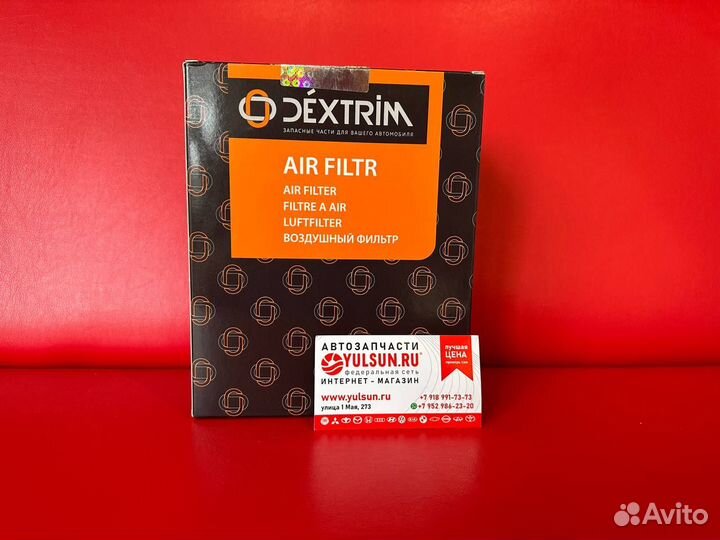 DÉXTRIM
ЗАПАСНЫЕ ЧАСТИ ДЛЯ ВАШЕГО АВТОМОБИЛЯ
AIR FILTR
AIR FILTER
FILTRE A AIR
LUFTFILTER
ВОЗДУШНЫЙ ФИЛЬТР
АВТОЗАПЧАСТИ
YULSUN.RU®
федеральная сеть
ИНТЕРНЕТ - МАГАЗИН
www.yulsun.ru
улица 1 Мая, 273
лучшая
ЦЕНА
+7 918 991-73-73
+7 952 986-23-20
Avito